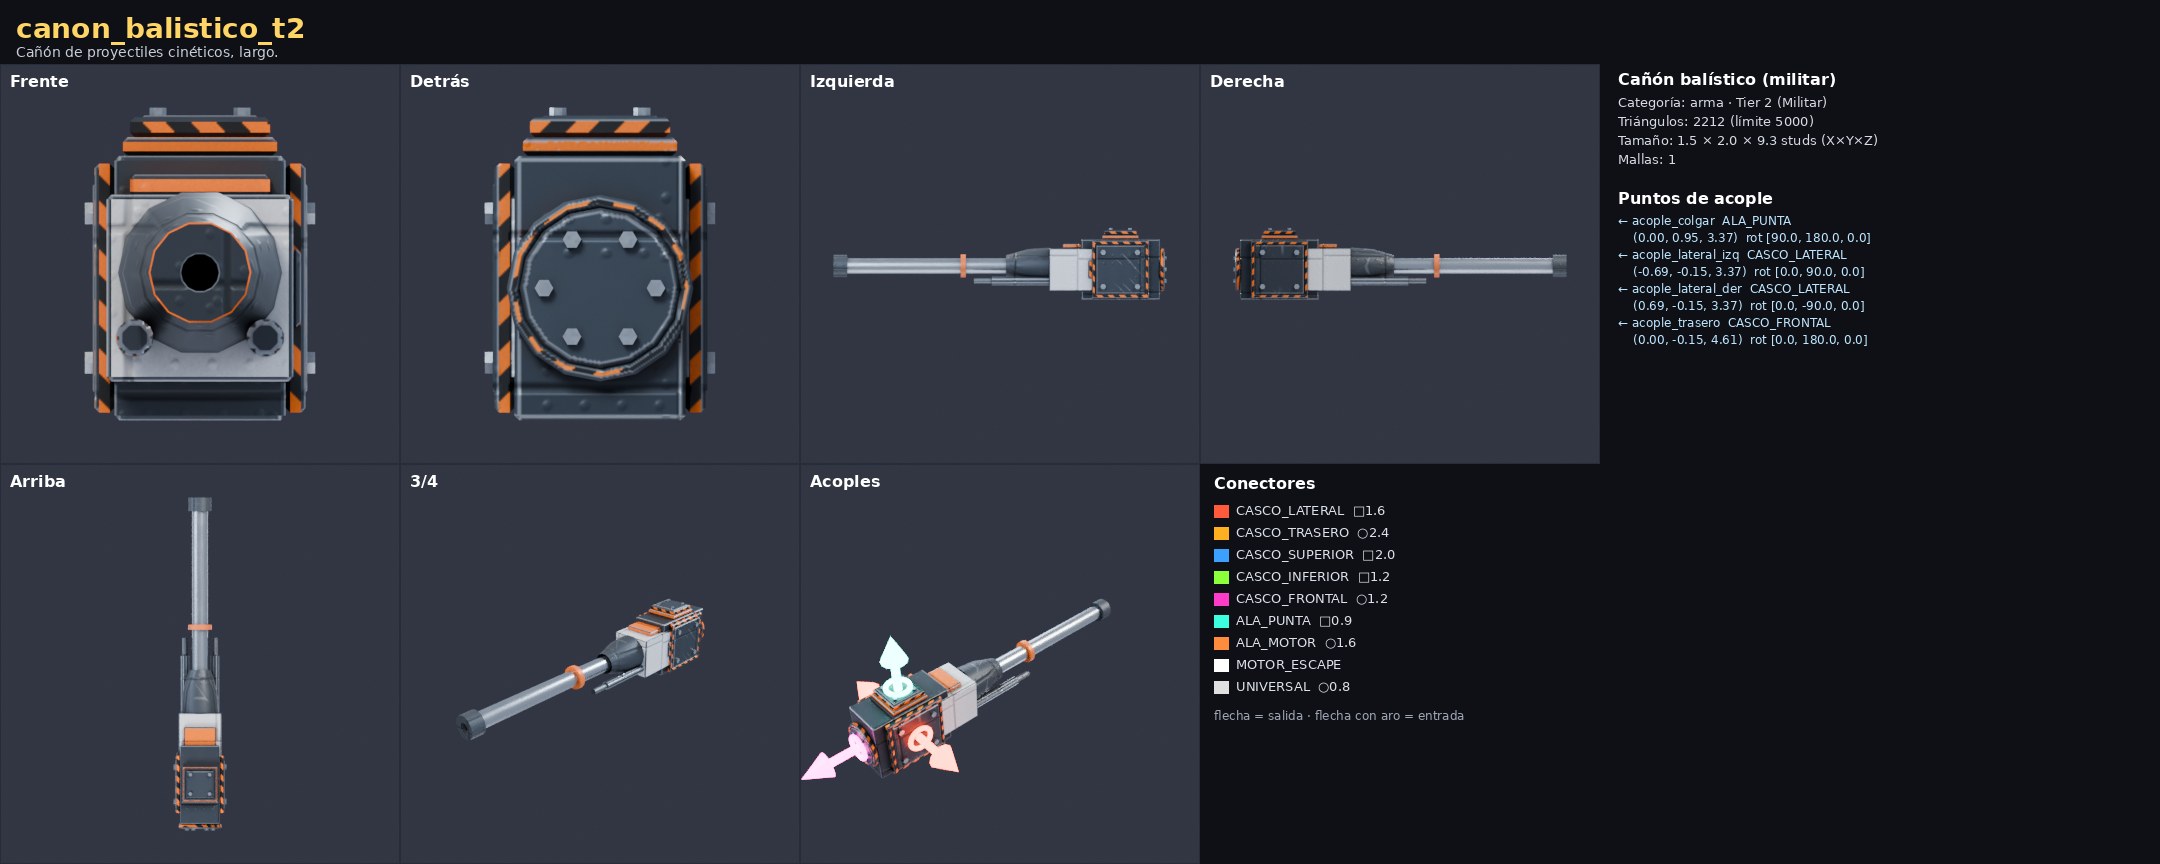 canon_balistico_t2
Cañón de proyectiles cinéticos, largo.
Frente
Detrás
Izquierda
Derecha
Cañón balístico (militar)
Categoría: arma · Tier 2 (Militar)
Triángulos: 2212 (límite 5000)
Tamaño: 1.5 × 2.0 × 9.3 studs (X×Y×Z)
Mallas: 1
Puntos de acople
← acople_colgar ALA_PUNTA
(0.00, 0.95, 3.37) rot [90.0, 180.0, 0.0]
← acople_lateral_izq CASCO_LATERAL
(-0.69, -0.15, 3.37) rot [0.0, 90.0, 0.0]
← acople_lateral_der CASCO_LATERAL
(0.69, -0.15, 3.37) rot [0.0, -90.0, 0.0]
← acople_trasero CASCO_FRONTAL
(0.00, -0.15, 4.61) rot [0.0, 180.0, 0.0]
Arriba
3/4
Acoples
Conectores
CASCO_LATERAL □1.6
CASCO_TRASERO ○2.4
CASCO_SUPERIOR □2.0
CASCO_INFERIOR □1.2
CASCO_FRONTAL ○1.2
ALA_PUNTA □0.9
ALA_MOTOR ○1.6
MOTOR_ESCAPE
UNIVERSAL ○0.8
flecha = salida · flecha con aro = entrada